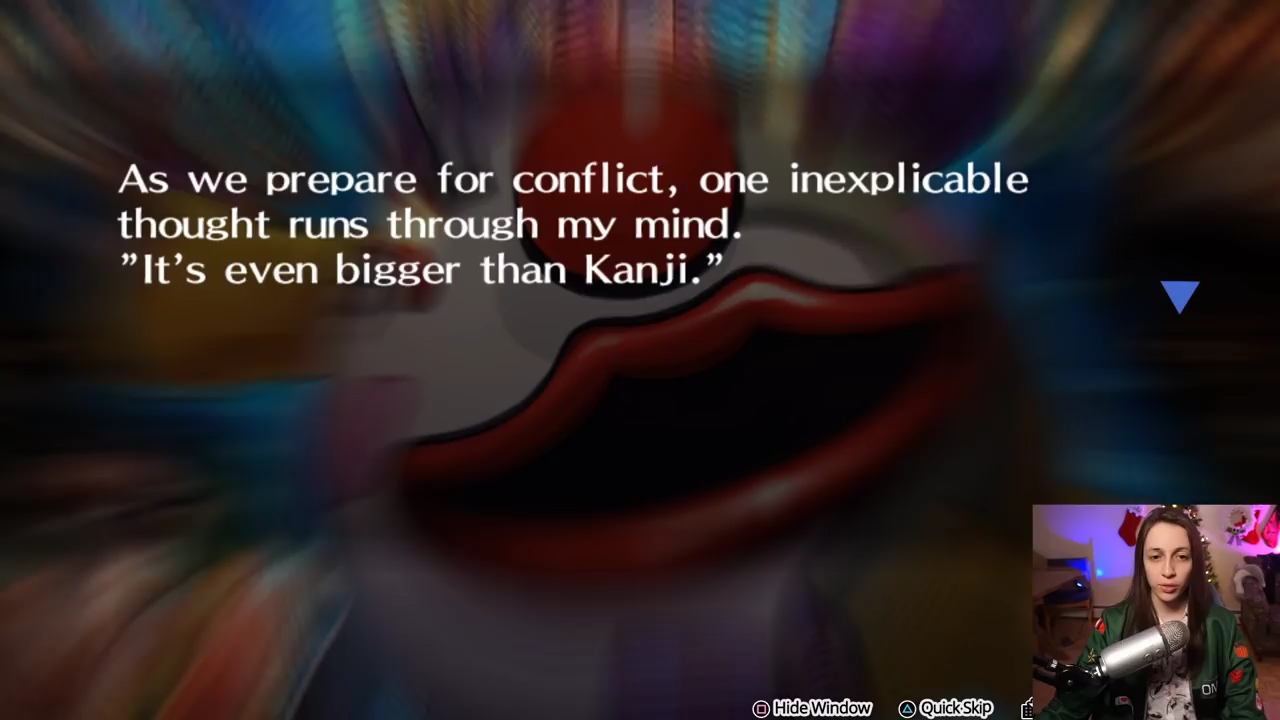 As we prepare for conflict, one inexplicable
thought runs through my mind.
"It's even bigger than Kanji."
Hide Window
Quick Skip
ON